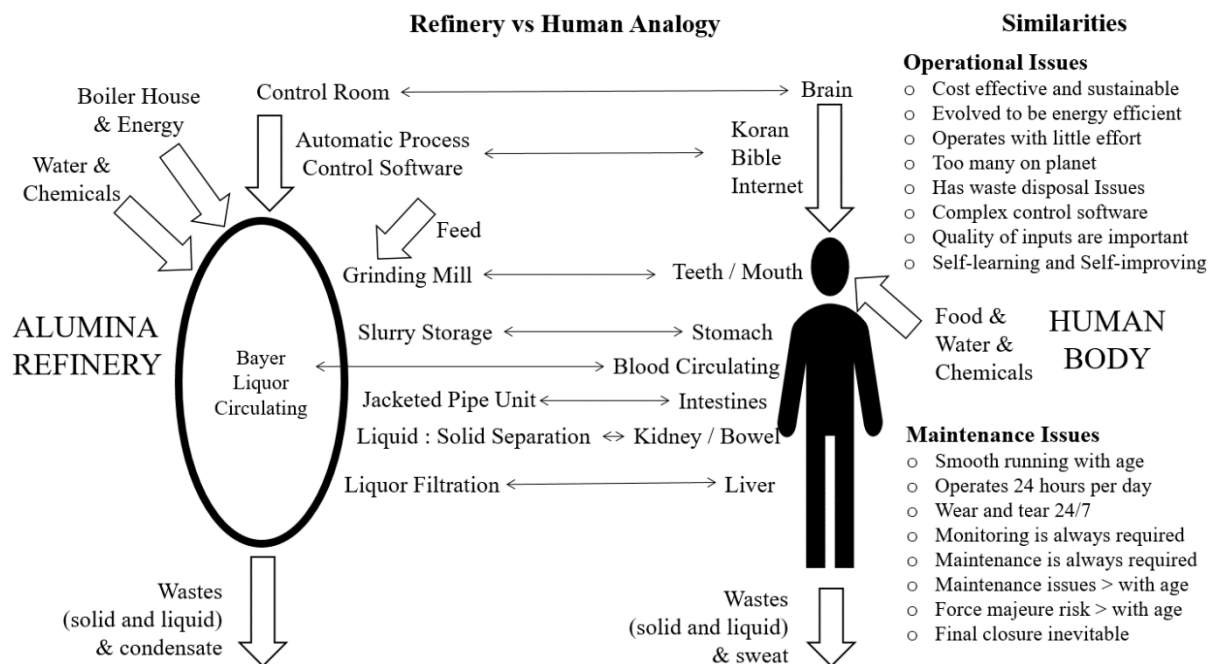 Refinery vs Human Analogy
Similarities
Boiler House
& Energy
Water &
Chemicals
Control Room
Brain
Automatic Process
Control Software
Koran
Bible
Internet
Feed
Grinding Mill
Teeth / Mouth
ALUMINA
REFINERY
Slurry Storage
Stomach
Bayer
Liquor
Circulating
Blood Circulating
Jacketed Pipe Unit
Intestines
Liquid : Solid Separation
Kidney / Bowel
Liquor Filtration
Liver
Wastes
(solid and liquid)
& condensate
Wastes
(solid and liquid)
& sweat
Operational Issues
o Cost effective and sustainable
o Evolved to be energy efficient
o Operates with little effort
o Too many on planet
o Has waste disposal Issues
o Complex control software
o Quality of inputs are important
o Self-learning and Self-improving
Food &
Water &
Chemicals
HUMAN
BODY
Maintenance Issues
o Smooth running with age
o Operates 24 hours per day
o Wear and tear 24/7
o Monitoring is always required
o Maintenance is always required
o Maintenance issues > with age
o Force majeure risk > with age
o Final closure inevitable